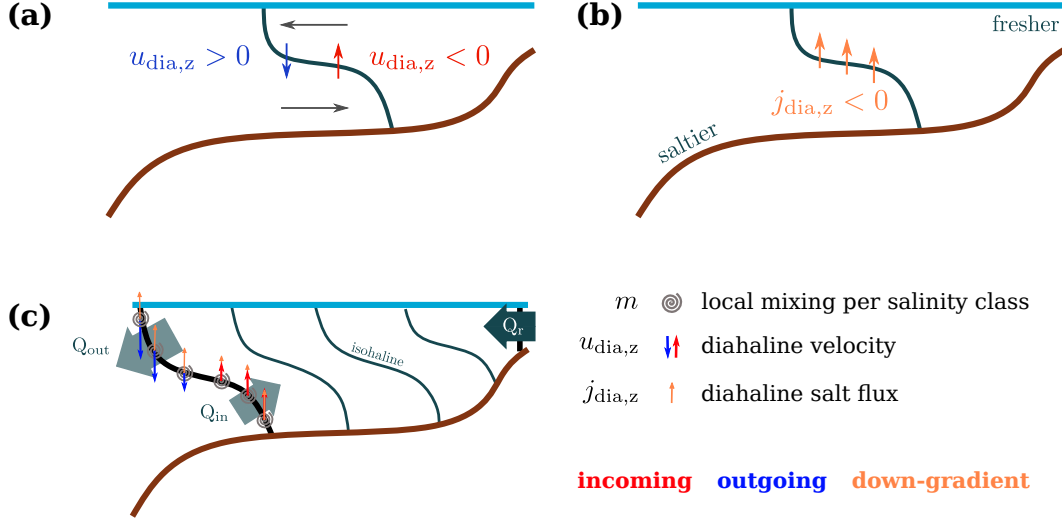 (a)
u_dia,z > 0
u_dia,z < 0
(b)
fresher
j_dia,z < 0
saltier
(c)
Q_out
Q_in
isohaline
Q_r
m local mixing per salinity class
u_dia,z diahaline velocity
j_dia,z diahaline salt flux
incoming outgoing down-gradient